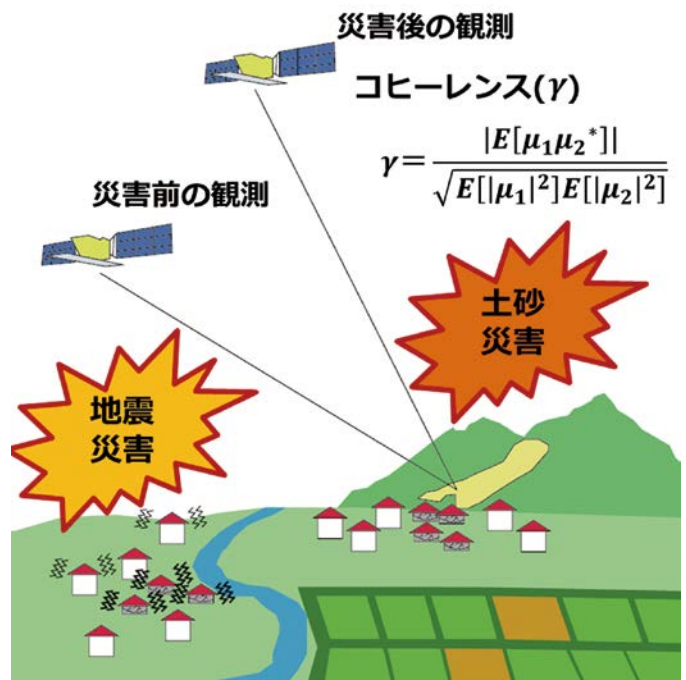 災害後の観測
コヒーレンス(γ)
γ=|E[μ₁μ₂*]|/√E[|μ₁|²]E[|μ₂|²]
災害前の観測
土砂
災害
地震
災害